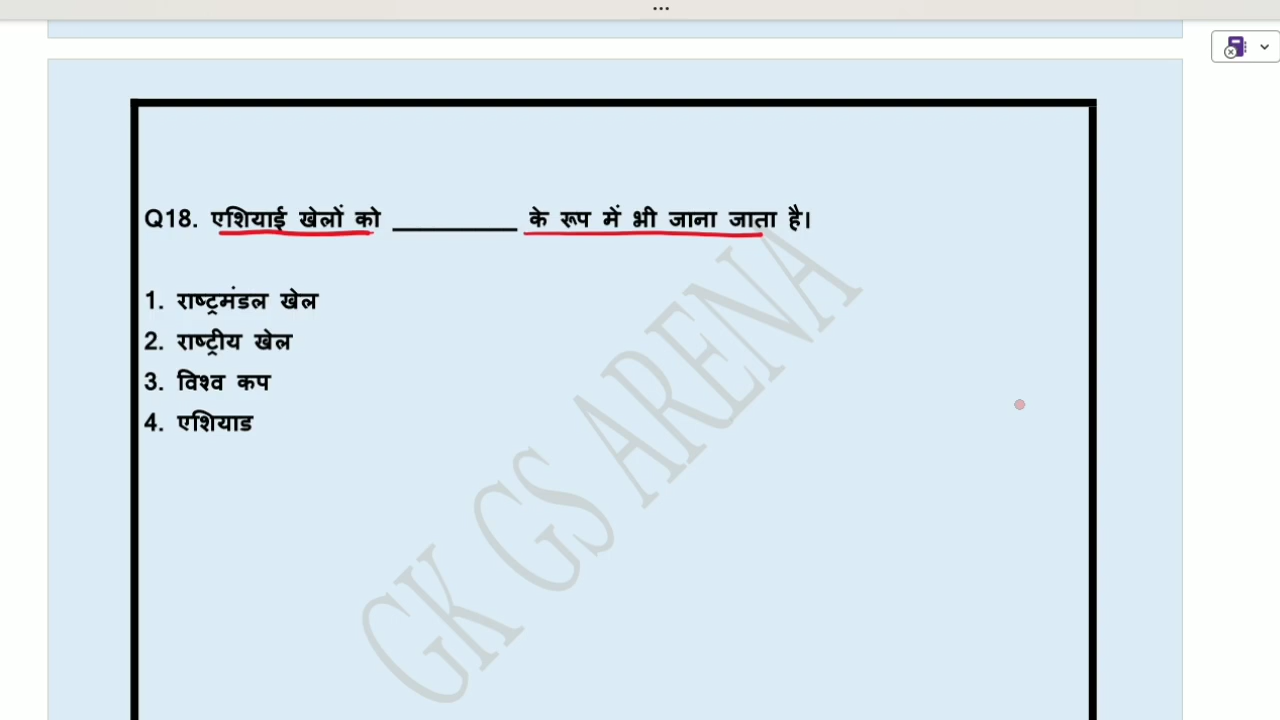 Q18. एशियाई खेलों को __________ के रूप में भी जाना जाता है।
1. राष्ट्रमंडल खेल
2. राष्ट्रीय खेल
3. विश्व कप
4. एशियाड
GK GS ARENA